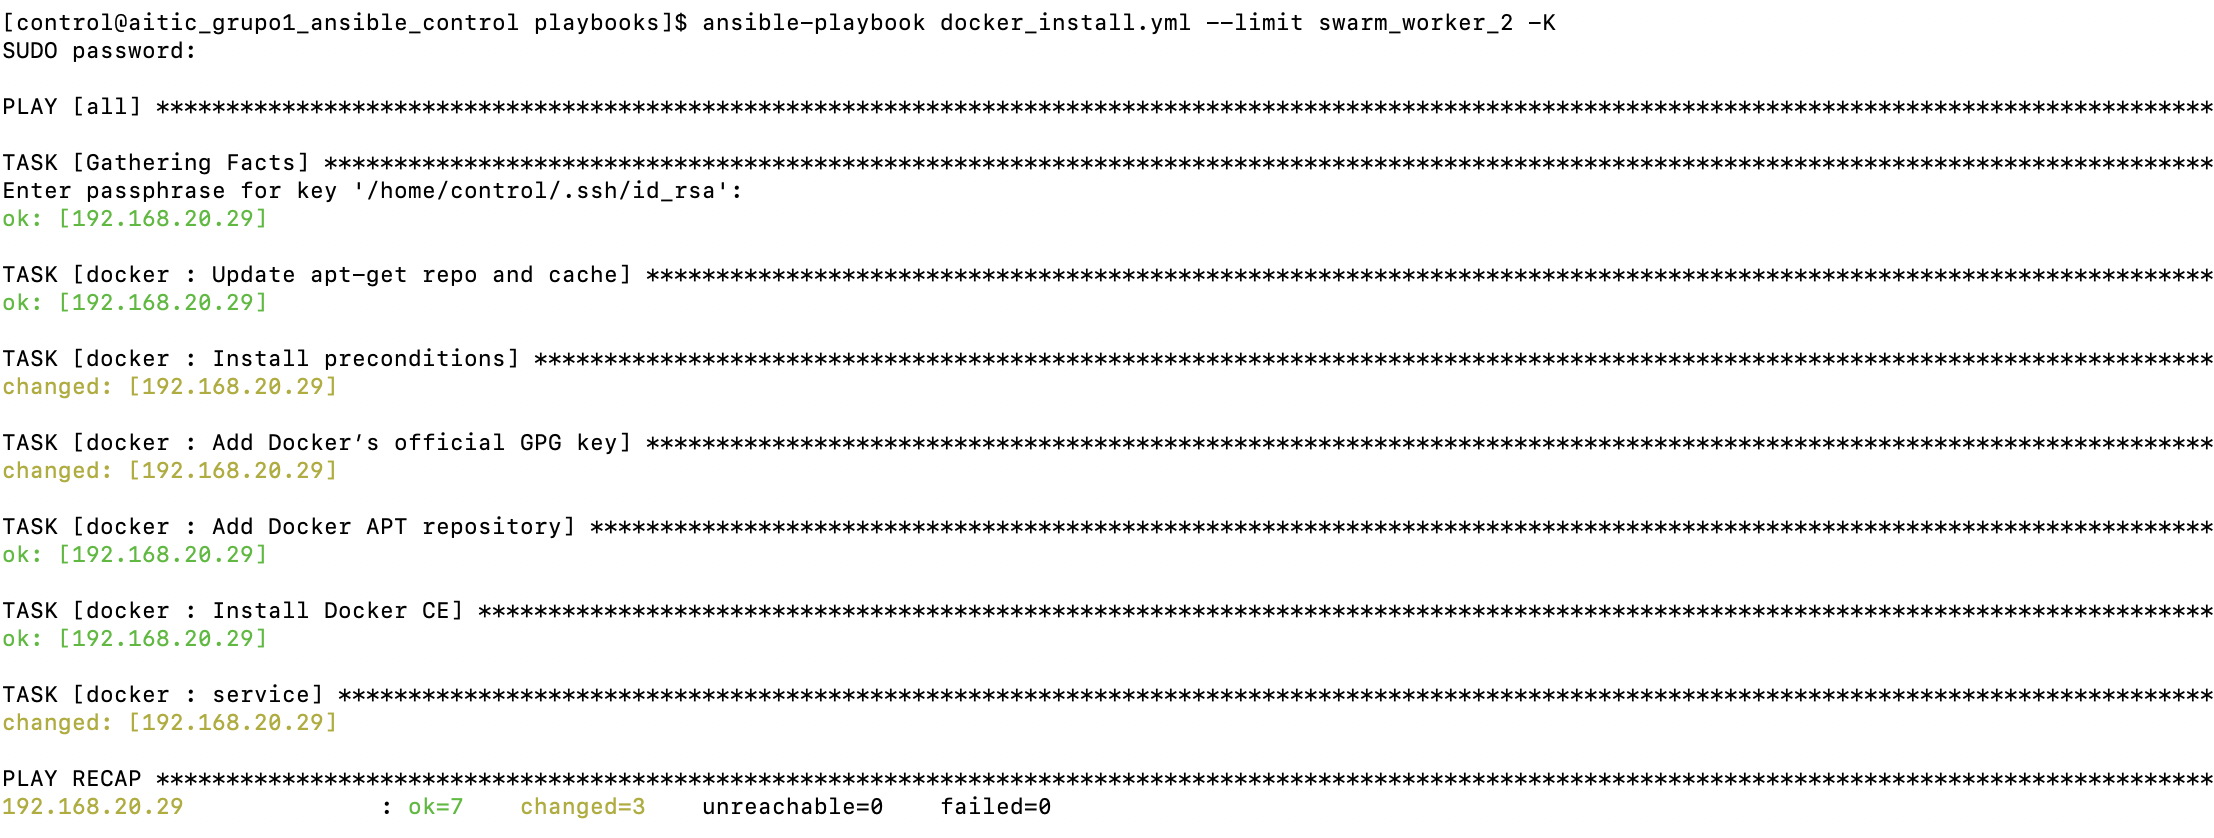 [control@aitic_grupo1_ansible_control playbooks]$ ansible-playbook docker_install.yml --limit swarm_worker_2 -K
SUDO password:
PLAY [all] ***************************************************************************************************************************************************
TASK [Gathering Facts] ***************************************************************************************************************************************
Enter passphrase for key '/home/control/.ssh/id_rsa':
ok: [192.168.20.29]
TASK [docker : Update apt-get repo and cache] ****************************************************************************************************************
ok: [192.168.20.29]
TASK [docker : Install preconditions] ************************************************************************************************************************
changed: [192.168.20.29]
TASK [docker : Add Docker’s official GPG key] ****************************************************************************************************************
changed: [192.168.20.29]
TASK [docker : Add Docker APT repository] ********************************************************************************************************************
ok: [192.168.20.29]
TASK [docker : Install Docker CE] ****************************************************************************************************************************
ok: [192.168.20.29]
TASK [docker : service] **************************************************************************************************************************************
changed: [192.168.20.29]
PLAY RECAP ***************************************************************************************************************************************************
192.168.20.29              : ok=7    changed=3    unreachable=0    failed=0